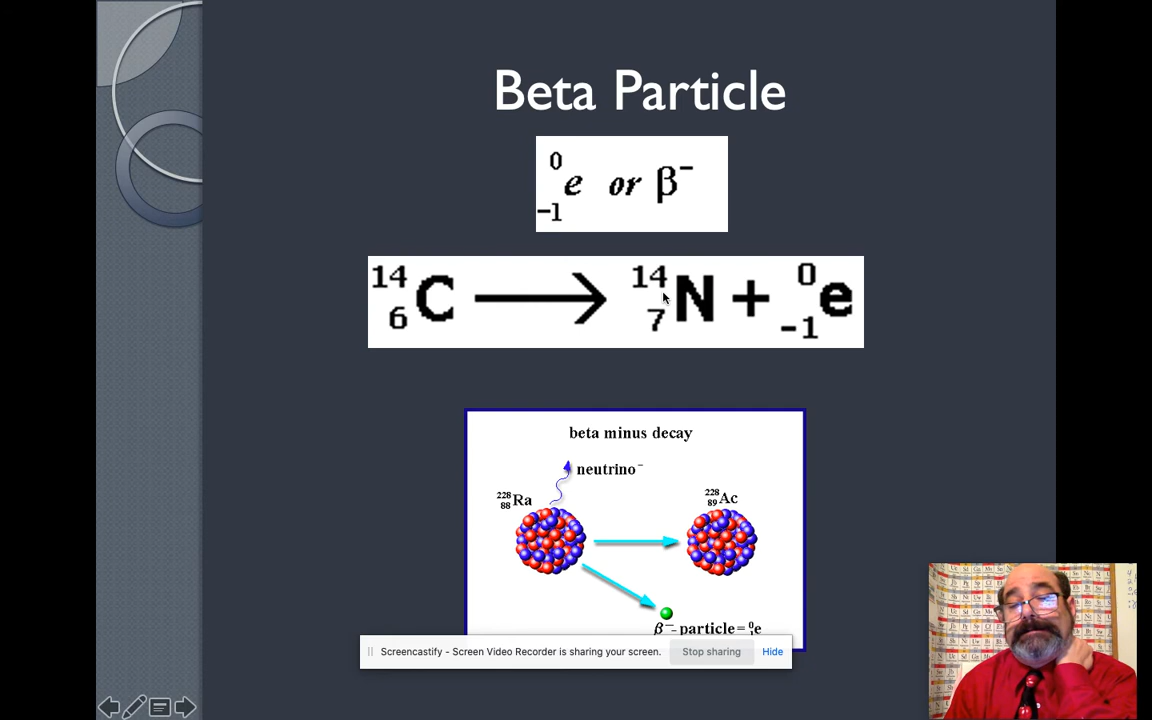 Beta Particle
0
-1 e or β−
14 6 C → 14 7 N + 0 -1 e
beta minus decay
neutrino−
228 88 Ra
228 89 Ac
β− - particle = 0 e
Screencastify - Screen Video Recorder is sharing your screen. Stop sharing Hide